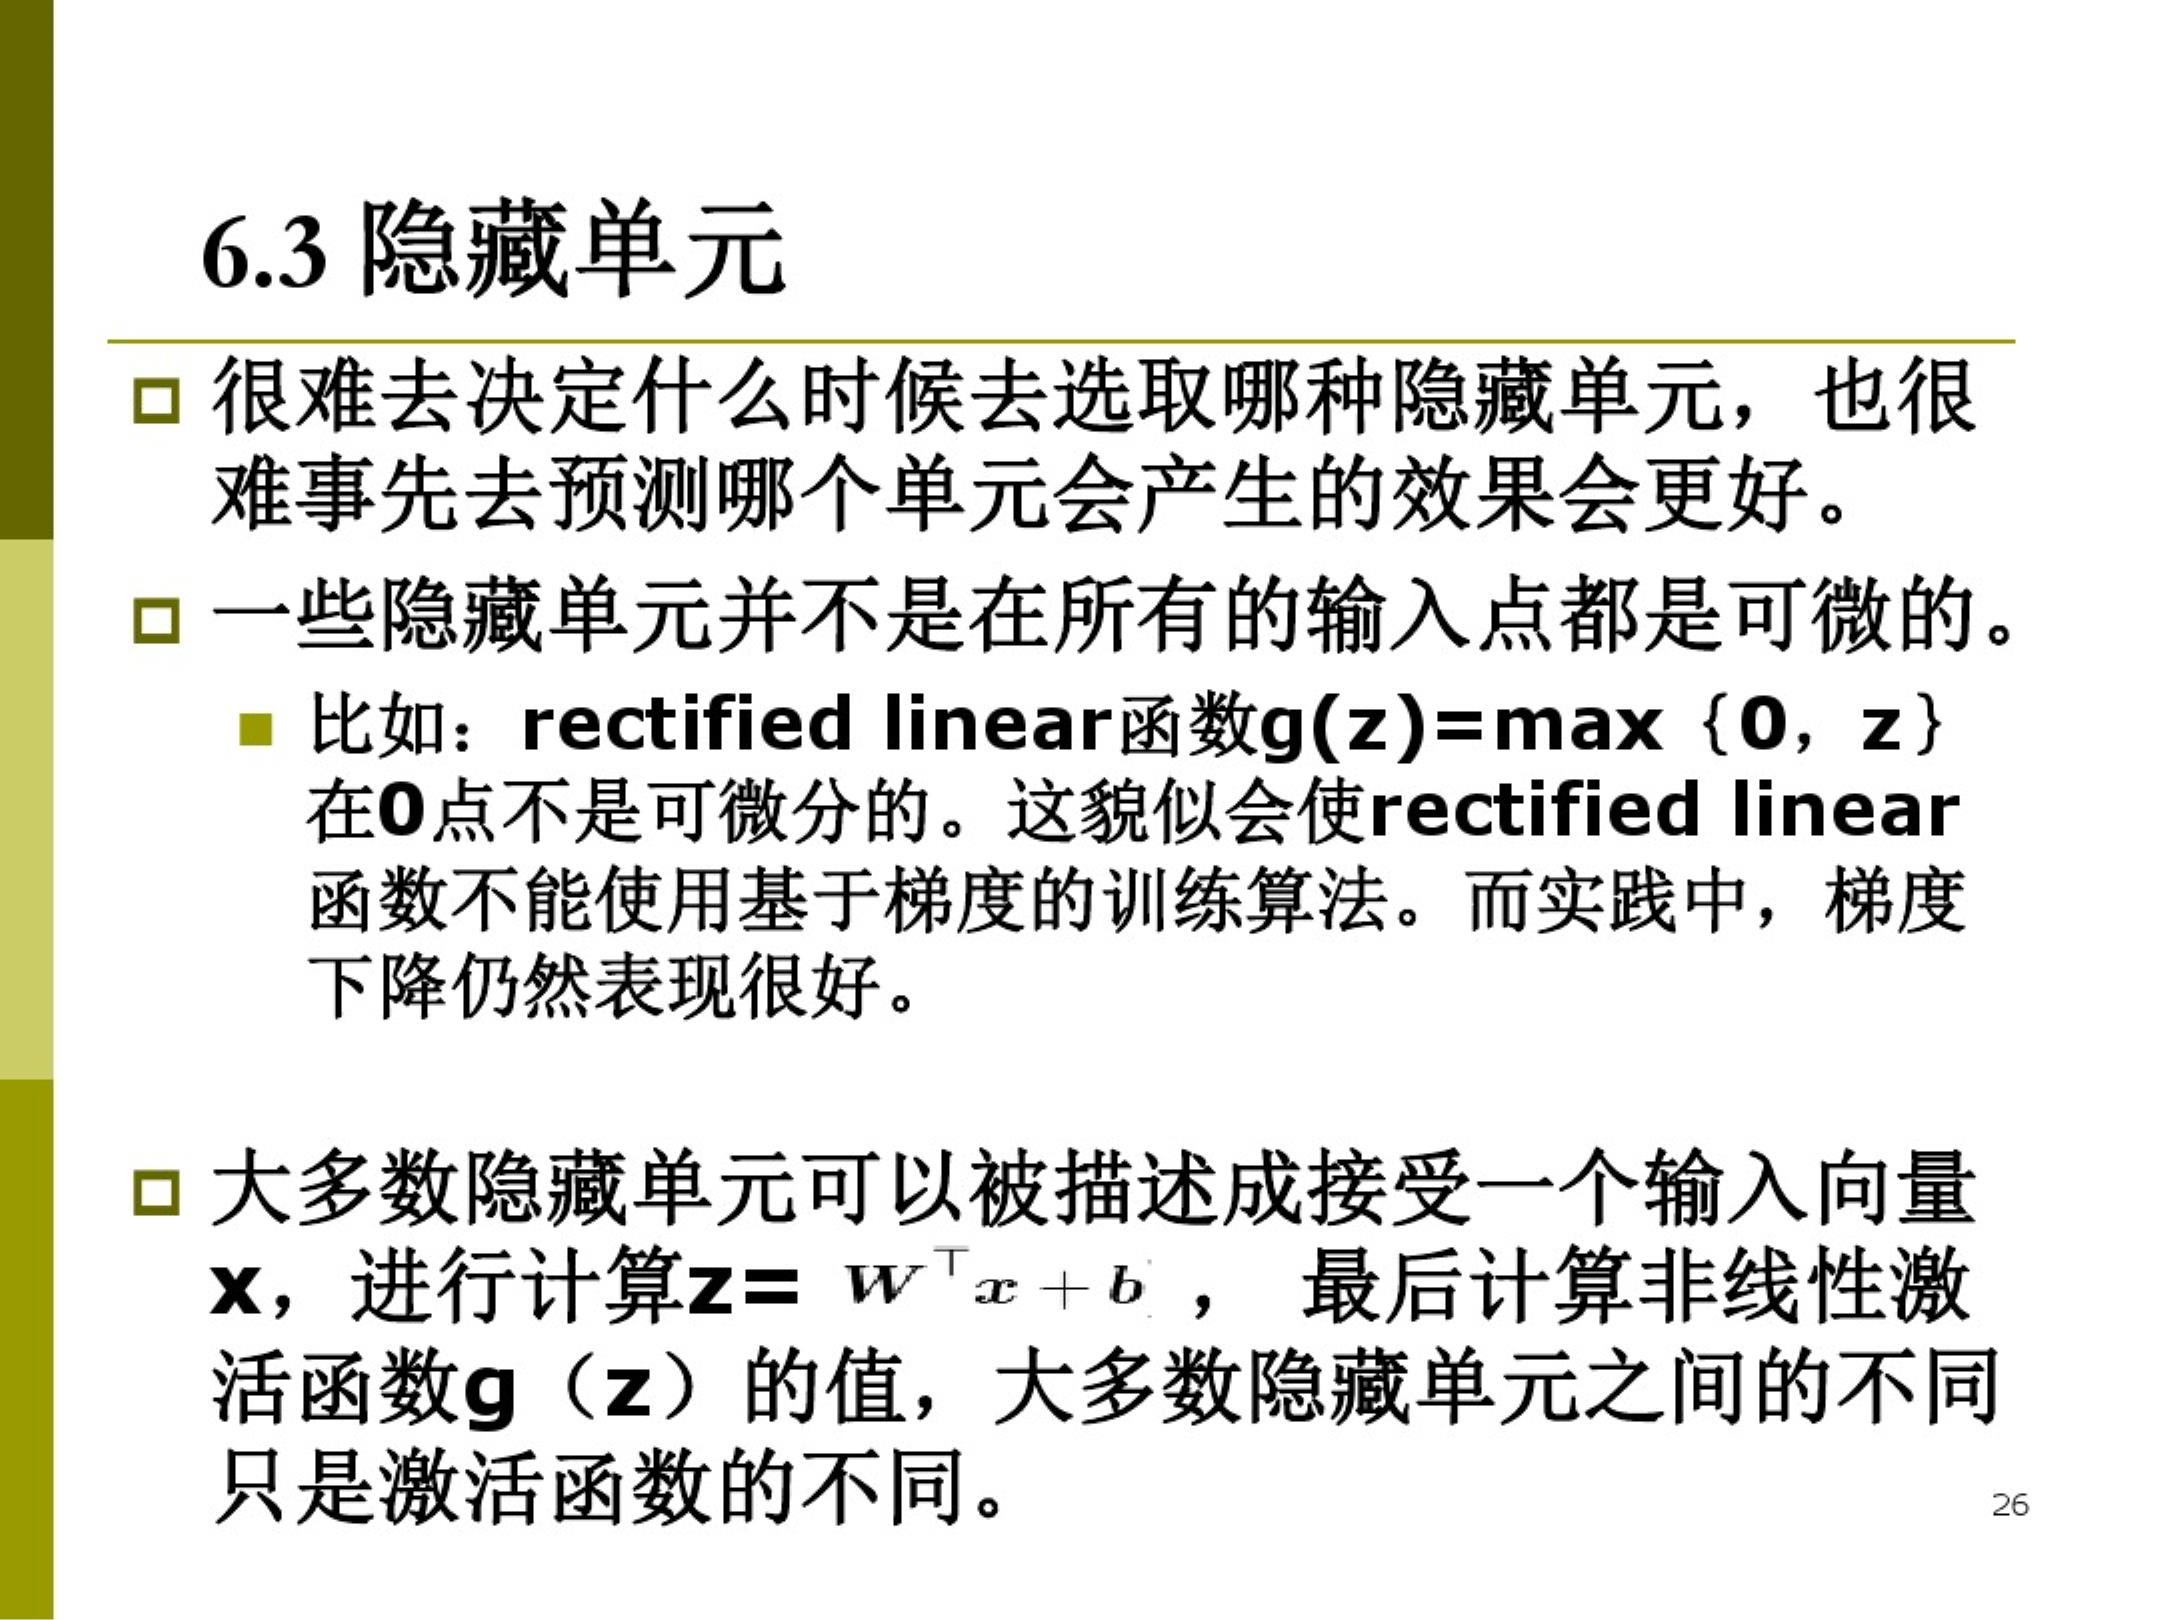 6.3 隐藏单元
很难去决定什么时候去选取哪种隐藏单元，也很
难事先去预测哪个单元会产生的效果会更好。
一些隐藏单元并不是在所有的输入点都是可微的。
比如：rectified linear函数g(z)=max｛0，z｝
在0点不是可微分的。这貌似会使rectified linear
函数不能使用基于梯度的训练算法。而实践中，梯度
下降仍然表现很好。
大多数隐藏单元可以被描述成接受一个输入向量
x，进行计算z= W⊤x + b ， 最后计算非线性激
活函数g（z）的值，大多数隐藏单元之间的不同
只是激活函数的不同。
26